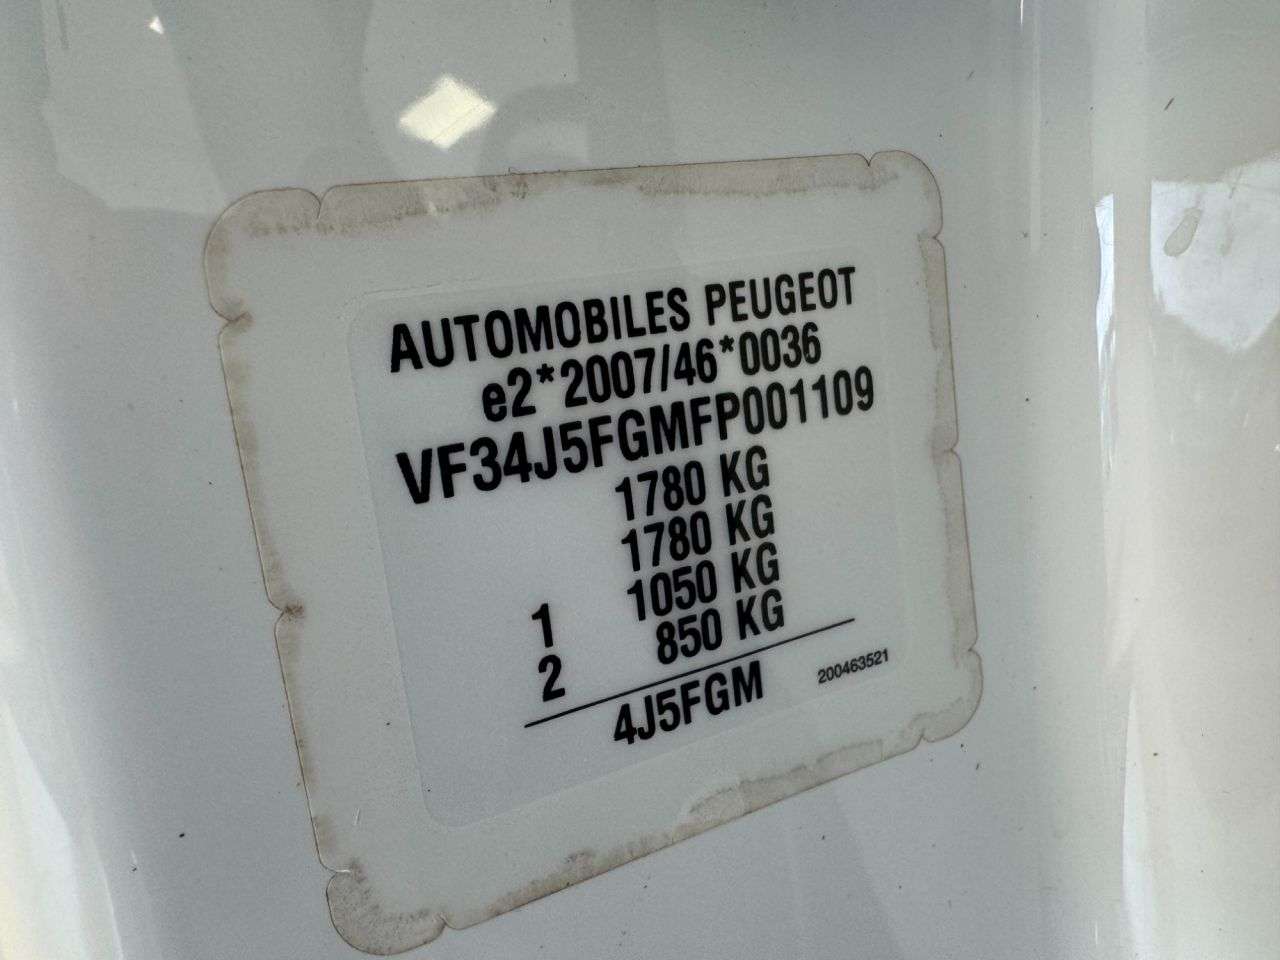 AUTOMOBILES PEUGEOT
e2*2007/46*0036
VF34J5FGMFP001109
1780 KG
1780 KG
1 1050 KG
2 850 KG
4J5FGM 200463521